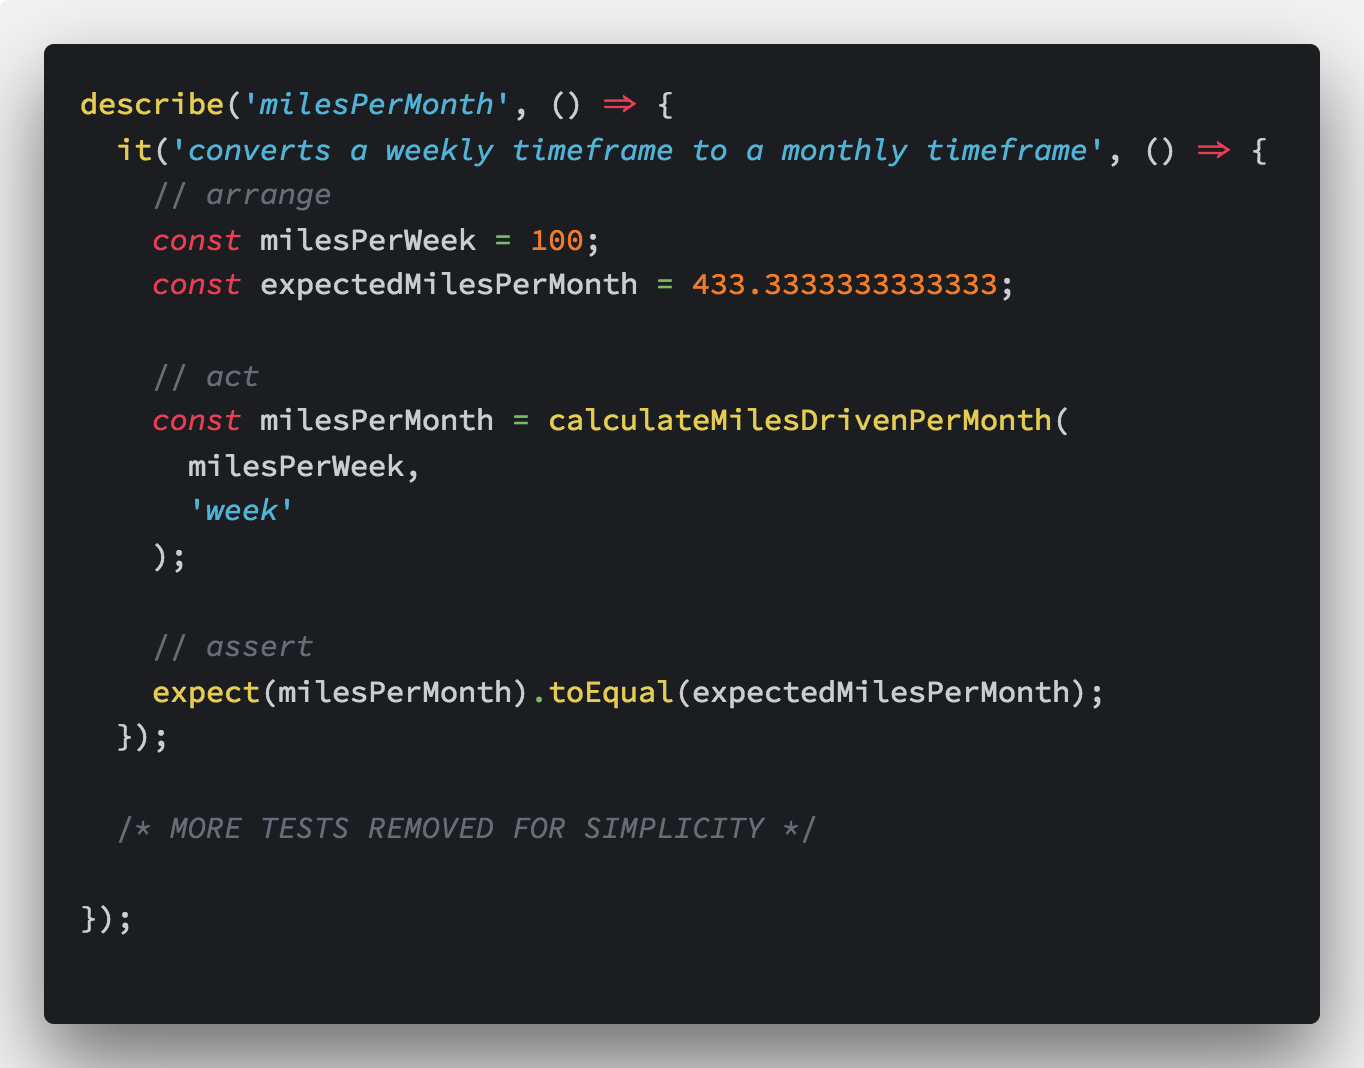 describe('milesPerMonth', () => {
  it('converts a weekly timeframe to a monthly timeframe', () => {
    // arrange
    const milesPerWeek = 100;
    const expectedMilesPerMonth = 433.3333333333333;

    // act
    const milesPerMonth = calculateMilesDrivenPerMonth(
      milesPerWeek,
      'week'
    );

    // assert
    expect(milesPerMonth).toEqual(expectedMilesPerMonth);
  });

  /* MORE TESTS REMOVED FOR SIMPLICITY */

});